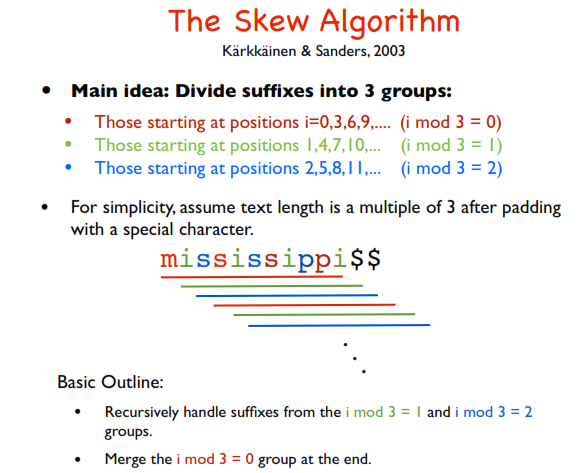 The Skew Algorithm
Kärkkäinen & Sanders, 2003
• Main idea: Divide suffixes into 3 groups:
• Those starting at positions i=0,3,6,9,.... (i mod 3 = 0)
• Those starting at positions 1,4,7,10,... (i mod 3 = 1)
• Those starting at positions 2,5,8,11,... (i mod 3 = 2)
• For simplicity, assume text length is a multiple of 3 after padding
with a special character.
mississippi$$
. . .
Basic Outline:
• Recursively handle suffixes from the i mod 3 = 1 and i mod 3 = 2
groups.
• Merge the i mod 3 = 0 group at the end.